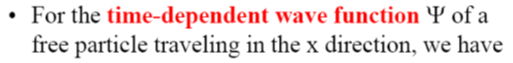 • For the time-dependent wave function Ψ of a
free particle traveling in the x direction, we have